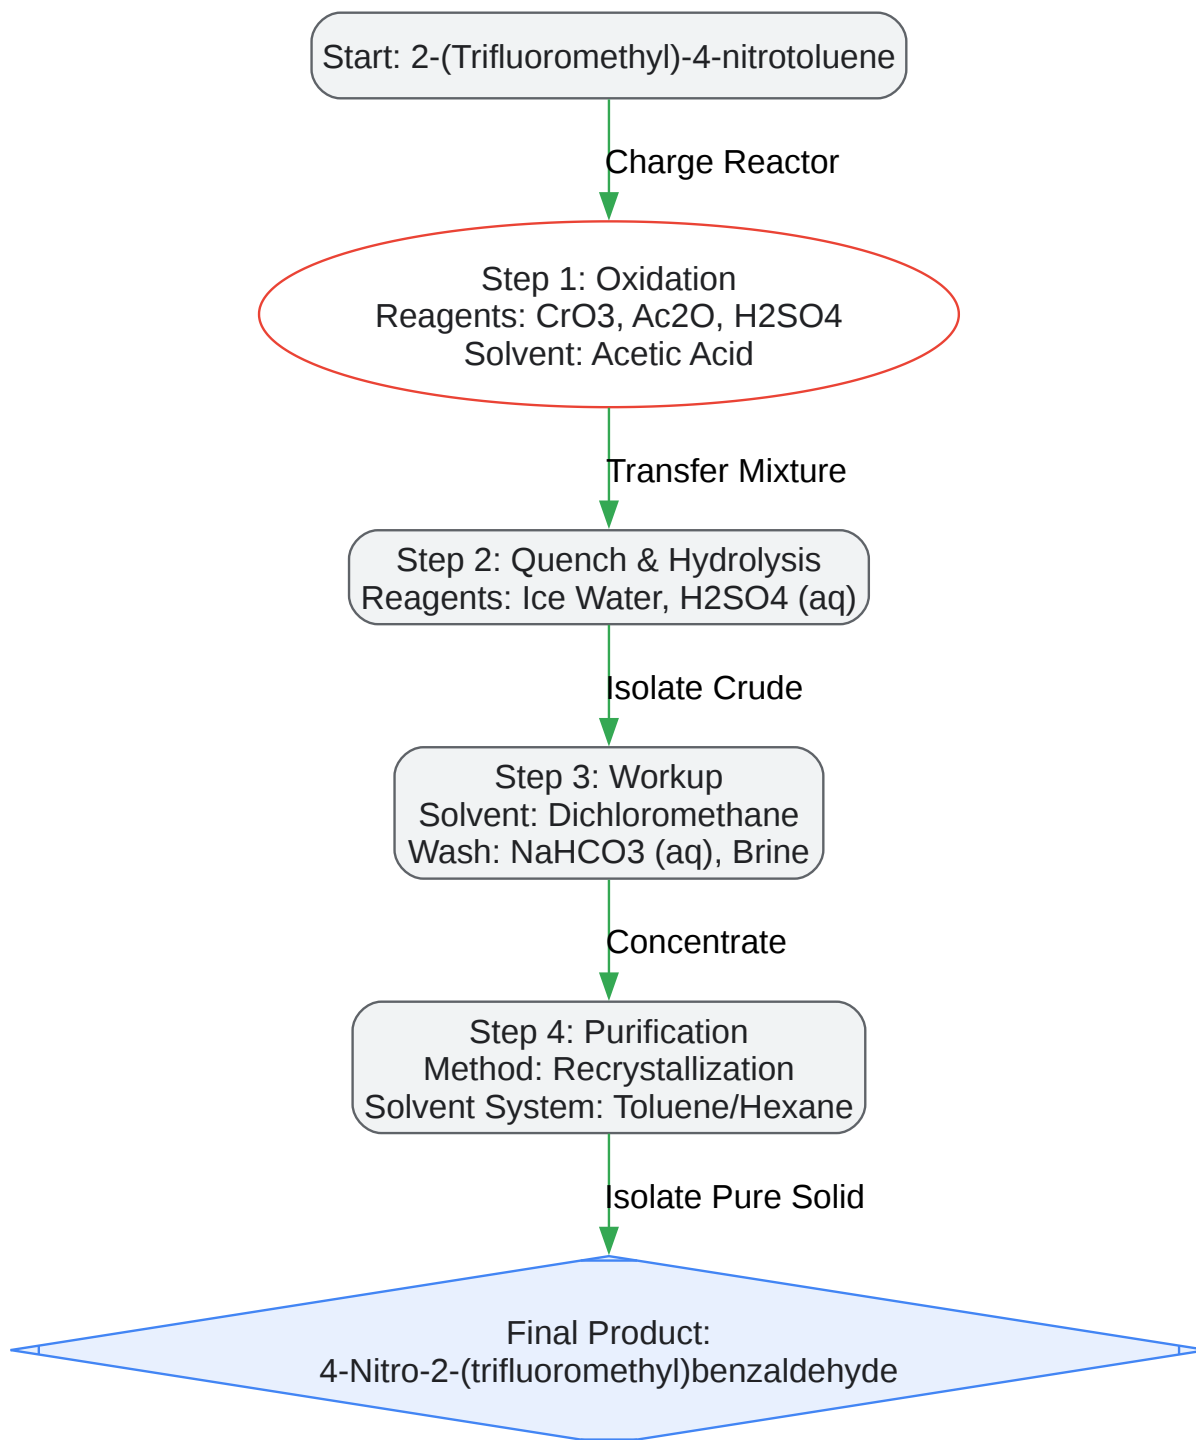 Start: 2-(Trifluoromethyl)-4-nitrotoluene
Charge Reactor
Step 1: Oxidation
Reagents: CrO3, Ac2O, H2SO4
Solvent: Acetic Acid
Transfer Mixture
Step 2: Quench & Hydrolysis
Reagents: Ice Water, H2SO4 (aq)
Isolate Crude
Step 3: Workup
Solvent: Dichloromethane
Wash: NaHCO3 (aq), Brine
Concentrate
Step 4: Purification
Method: Recrystallization
Solvent System: Toluene/Hexane
Isolate Pure Solid
Final Product:
4-Nitro-2-(trifluoromethyl)benzaldehyde